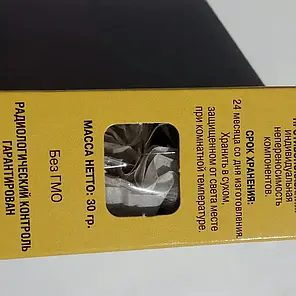 индивидуальная
непереносимость
компонентов.
СРОК ХРАНЕНИЯ:
24 месяца со дня изготовления.
Хранить в сухом,
защищенном от света месте
при комнатной температуре.
МАССА НЕТТО: 30 гр.
Без ГМО
РАДИОЛОГИЧЕСКИЙ КОНТРОЛЬ
ГАРАНТИРОВАН